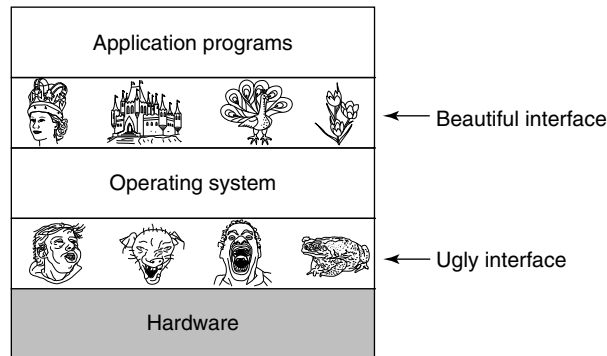 Application programs
Beautiful interface
Operating system
Ugly interface
Hardware